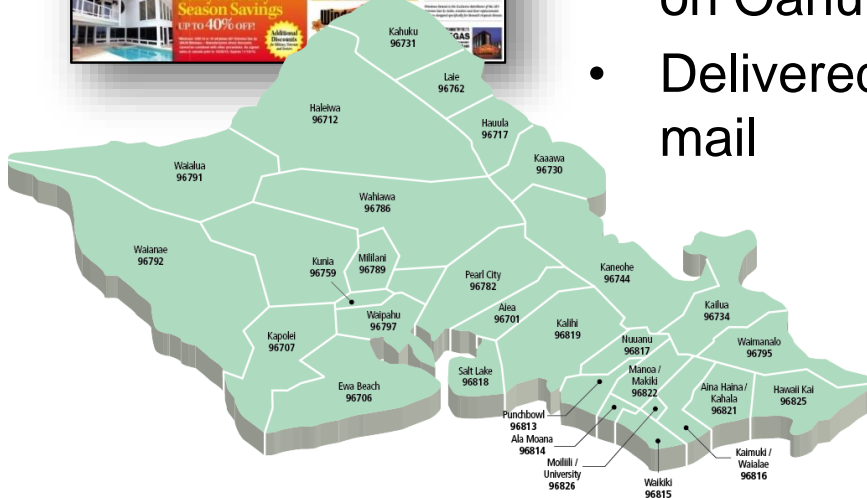 Season Savings
UP TO 40% OFF!
Additional
Discounts
on Oahu
• Delivered
mail
Kahuku
96731
Laie
96762
Haleiwa
96712
Hauula
96717
Kaaawa
96730
Waialua
96791
Wahiawa
96786
Waianae
96792
Kunia
96759
Mililani
96789
Pearl City
96782
Kaneohe
96744
Aiea
96701
Kailua
96734
Waipahu
96797
Kalihi
96819
Kapolei
96707
Nuuanu
96817
Waimanalo
96795
Salt Lake
96818
Manoa /
Makiki
96822
Ewa Beach
96706
Aina Haina /
Kahala
96821
Hawaii Kai
96825
Punchbowl
96813
Ala Moana
96814
Moiliili /
University
96826
Waikiki
96815
Kaimuki /
Waialae
96816